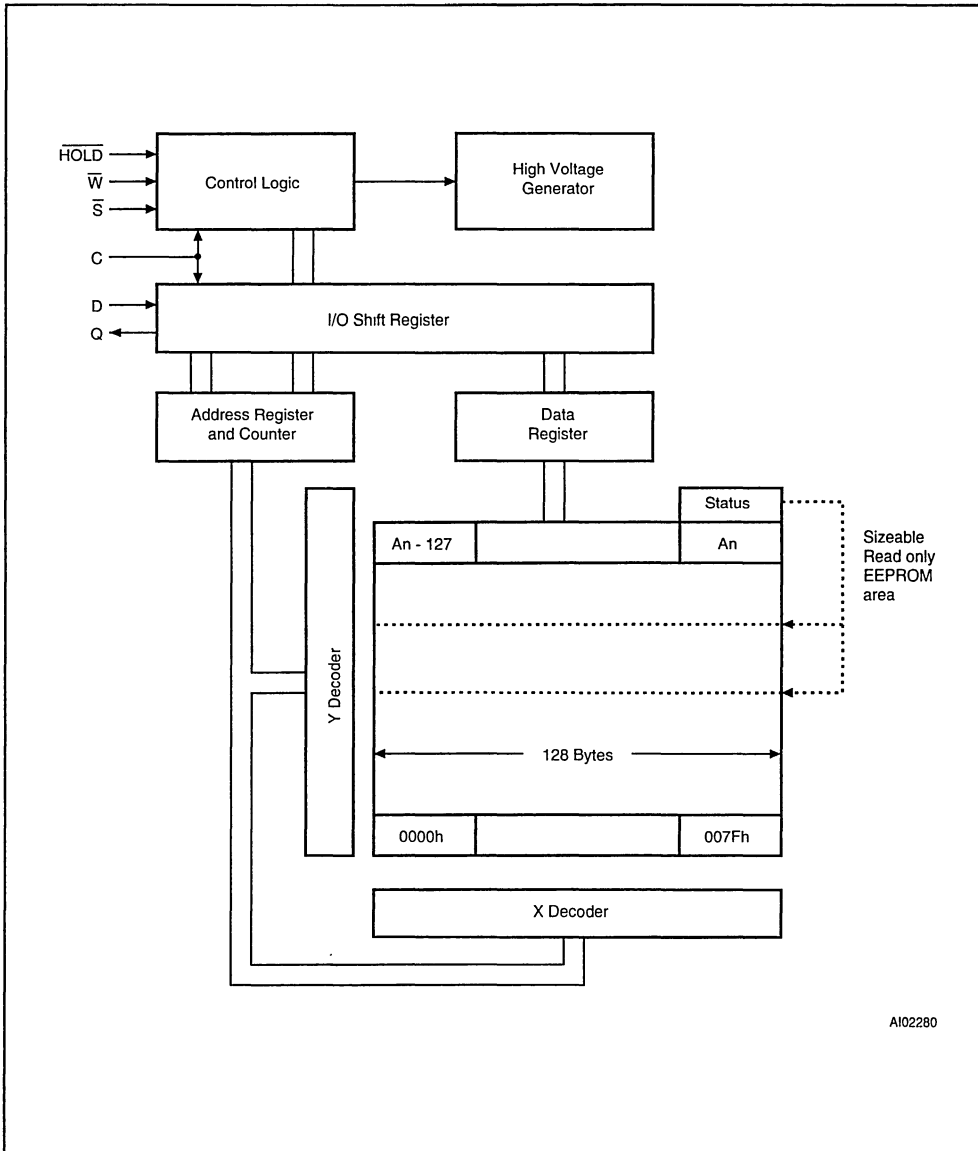 HOLD
W
S
C
D
Q
Control Logic
High Voltage
Generator
I/O Shift Register
Address Register
and Counter
Data
Register
Status
An - 127
An
Sizeable
Read only
EEPROM
area
Y Decoder
128 Bytes
0000h
007Fh
X Decoder
AI02280